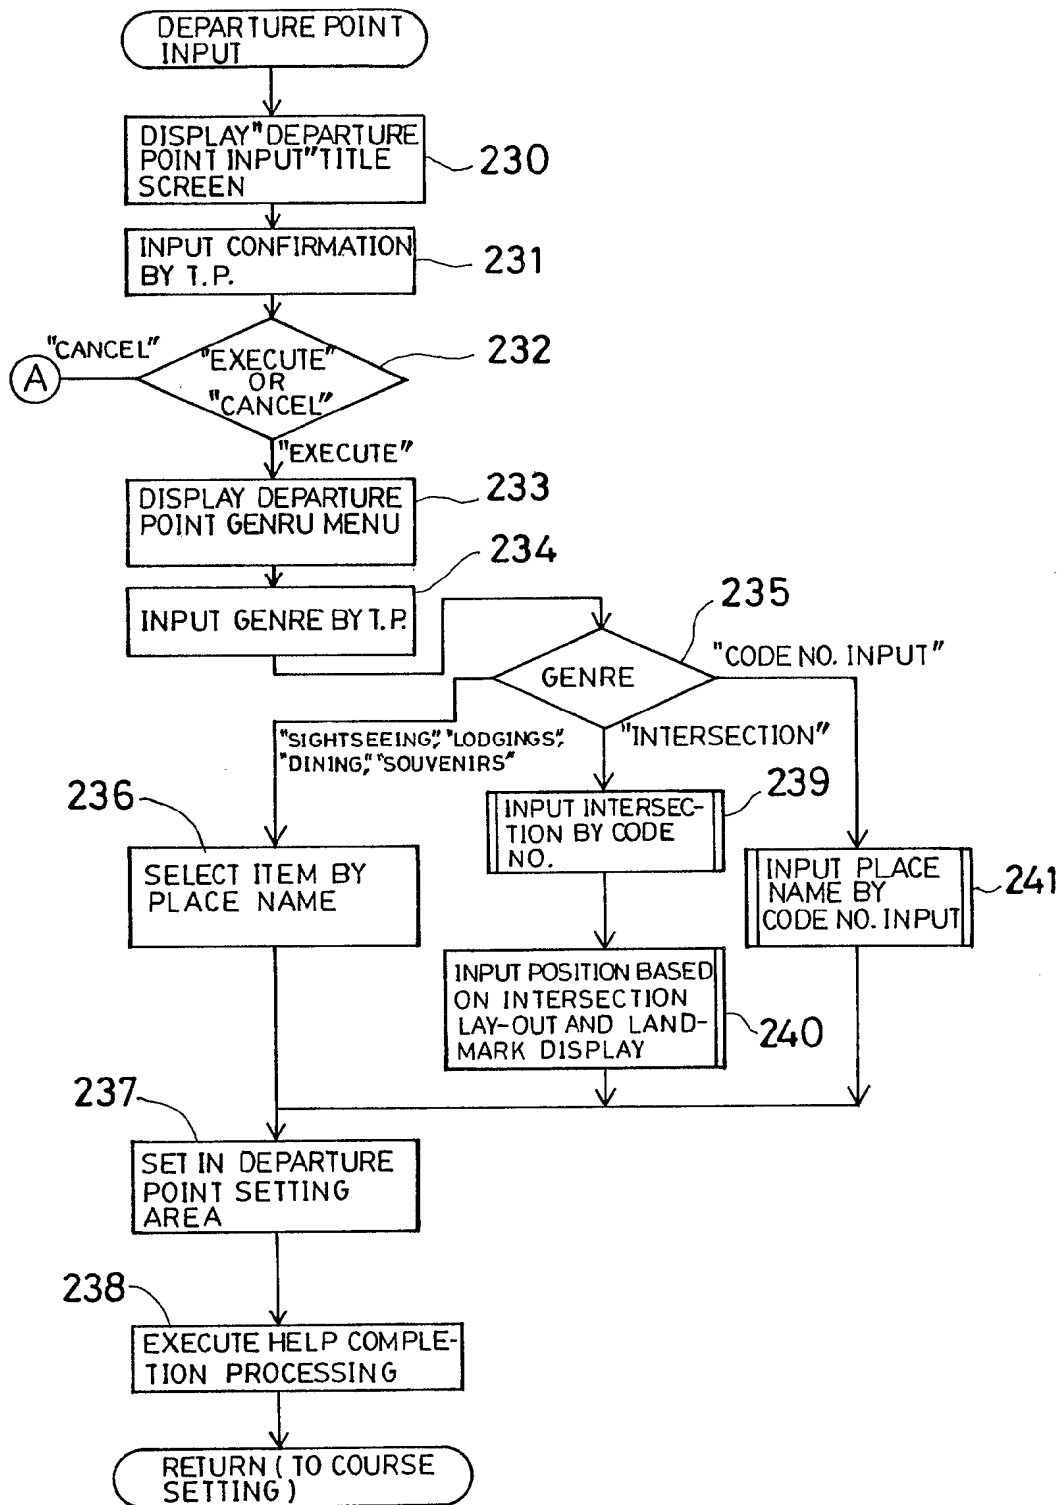 DEPARTURE POINT
INPUT
DISPLAY "DEPARTURE
POINT INPUT" TITLE
SCREEN
230
INPUT CONFIRMATION
BY T.P.
231
"CANCEL"
A
"EXECUTE"
OR
"CANCEL"
232
"EXECUTE"
DISPLAY DEPARTURE
POINT GENRU MENU
233
INPUT GENRE BY T.P.
234
GENRE
235
"CODE NO. INPUT"
"SIGHTSEEING", "LODGINGS",
"DINING," "SOUVENIRS"
"INTERSECTION"
236
SELECT ITEM BY
PLACE NAME
INPUT INTERSEC-
TION BY CODE
NO.
239
INPUT PLACE
NAME BY
CODE NO. INPUT
241
INPUT POSITION BASED
ON INTERSECTION
LAY-OUT AND LAND-
MARK DISPLAY
240
237
SET IN DEPARTURE
POINT SETTING
AREA
238
EXECUTE HELP COMPLE-
TION PROCESSING
RETURN (TO COURSE
SETTING)